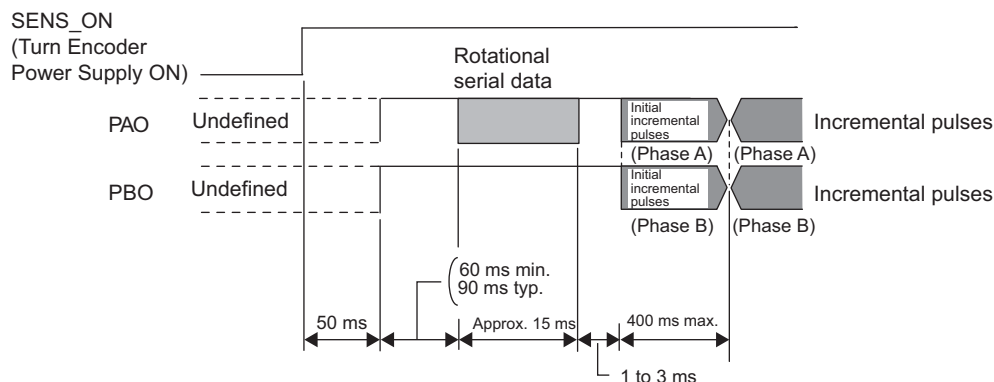 SENS_ON
(Turn Encoder
Power Supply ON)
Rotational
serial data
PAO
Undefined
Initial
incremental
pulses
Incremental pulses
(Phase A)
(Phase A)
PBO
Undefined
Initial
incremental
pulses
Incremental pulses
(Phase B)
(Phase B)
60 ms min.
90 ms typ.
50 ms
Approx. 15 ms
400 ms max.
1 to 3 ms